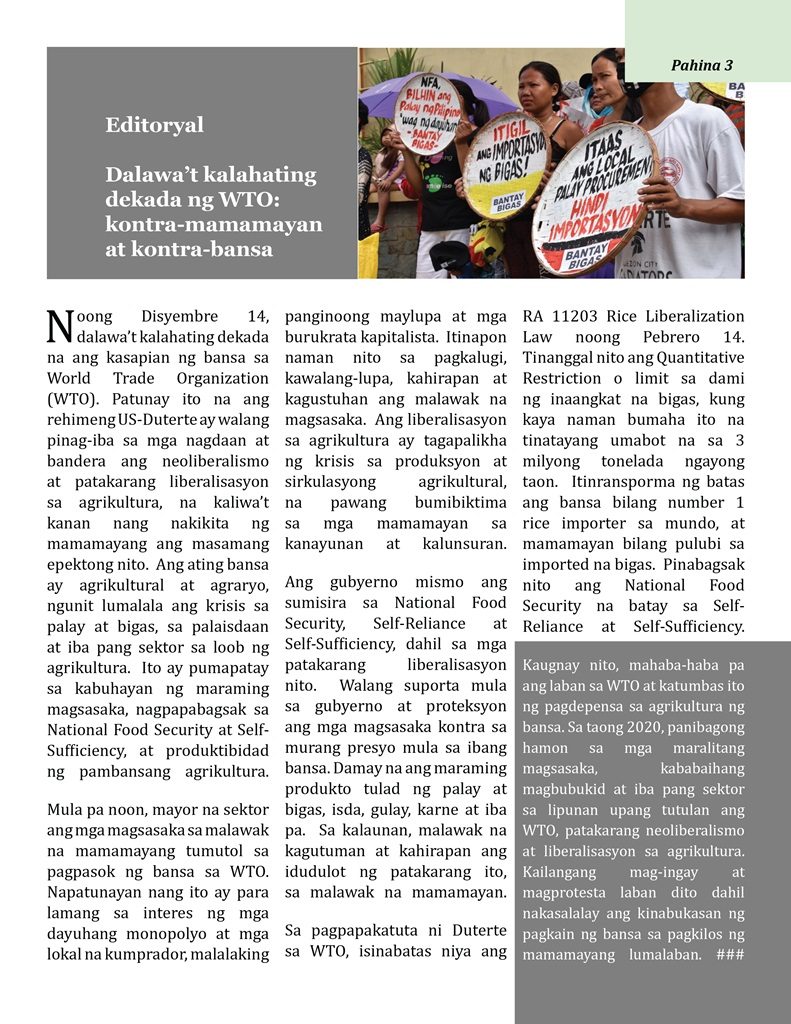 Pahina 3
Editoryal
Dalawa’t kalahating
dekada ng WTO:
kontra-mamamayan
at kontra-bansa
NFA,
BILHIN ang
Palay ng Pilipino
'wag ng dayuhan
-BANTAY
BIGAS-
ITIGIL
ANG IMPORTASYON
NG BIGAS!
BANTAY
BIGAS
ITAAS
ANG LOCAL
PALAY PROCUREMENT
HINDI
IMPORTASYON
BANTAY
BIGAS
Noong Disyembre 14,
dalawa’t kalahating dekada
na ang kasapian ng bansa sa
World Trade Organization
(WTO). Patunay ito na ang
rehimeng US-Duterte ay walang
pinag-iba sa mga nagdaan at
bandera ang neoliberalismo
at patakarang liberalisasyon
sa agrikultura, na kaliwa’t
kanan nang nakikita ng
mamamayang ang masamang
epektong nito. Ang ating bansa
ay agrikultural at agraryo,
ngunit lumalala ang krisis sa
palay at bigas, sa palaisdaan
at iba pang sektor sa loob ng
agrikultura. Ito ay pumapatay
sa kabuhayan ng maraming
magsasaka, nagpapabagsak sa
National Food Security at Self-
Sufficiency, at produktibidad
ng pambansang agrikultura.
Mula pa noon, mayor na sektor
ang mga magsasaka sa malawak
na mamamayang tumutol sa
pagpasok ng bansa sa WTO.
Napatunayan nang ito ay para
lamang sa interes ng mga
dayuhang monopolyo at mga
lokal na kumprador, malalaking
panginoong maylupa at mga
burukrata kapitalista. Itinapon
naman nito sa pagkalugi,
kawalang-lupa, kahirapan at
kagustuhan ang malawak na
magsasaka. Ang liberalisasyon
sa agrikultura ay tagapalikha
ng krisis sa produksyon at
sirkulasyong agrikultural,
na pawang bumibiktima
sa mga mamamayan sa
kanayunan at kalunsuran.
Ang gubyerno mismo ang
sumisira sa National Food
Security, Self-Reliance at
Self-Sufficiency, dahil sa mga
patakarang liberalisasyon
nito. Walang suporta mula
sa gubyerno at proteksyon
ang mga magsasaka kontra sa
murang presyo mula sa ibang
bansa. Damay na ang maraming
produkto tulad ng palay at
bigas, isda, gulay, karne at iba
pa. Sa kalaunan, malawak na
kagutuman at kahirapan ang
idudulot ng patakarang ito,
sa malawak na mamamayan.
Sa pagpapakatuta ni Duterte
sa WTO, isinabatas niya ang
RA 11203 Rice Liberalization
Law noong Pebrero 14.
Tinanggal nito ang Quantitative
Restriction o limit sa dami
ng inaangkat na bigas, kung
kaya naman bumaha ito na
tinatayang umabot na sa 3
milyong tonelada ngayong
taon. Itinransporma ng batas
ang bansa bilang number 1
rice importer sa mundo, at
mamamayan bilang pulubi sa
imported na bigas. Pinabagsak
nito ang National Food
Security na batay sa Self-
Reliance at Self-Sufficiency.
Kaugnay nito, mahaba-haba pa
ang laban sa WTO at katumbas ito
ng pagdepensa sa agrikultura ng
bansa. Sa taong 2020, panibagong
hamon sa mga maralitang
magsasaka, kababaihang
magbubukid at iba pang sektor
sa lipunan upang tutulan ang
WTO, patakarang neoliberalismo
at liberalisasyon sa agrikultura.
Kailangang mag-ingay at
magprotesta laban dito dahil
nakasalalay ang kinabukasan ng
pagkain ng bansa sa pagkilos ng
mamamayang lumalaban. ###